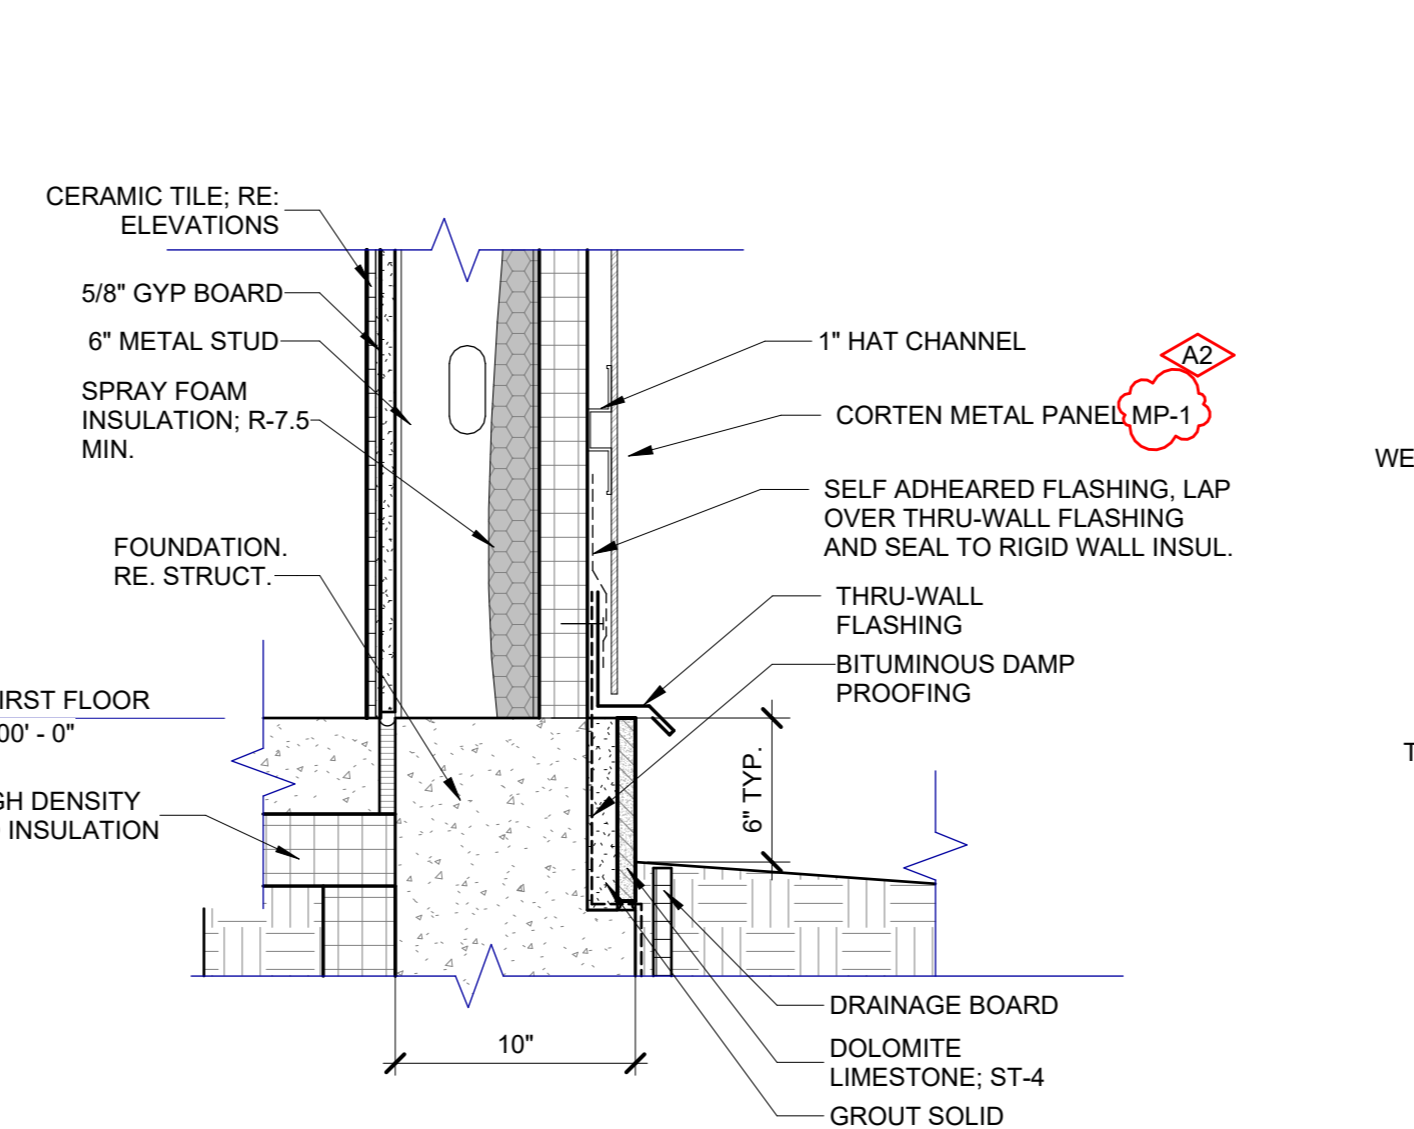 CERAMIC TILE; RE:
ELEVATIONS
5/8" GYP BOARD
6" METAL STUD
SPRAY FOAM
INSULATION; R-7.5
MIN.
FOUNDATION.
RE. STRUCT.
IRST FLOOR
00' - 0"
GH DENSITY
INSULATION
1" HAT CHANNEL
A2
CORTEN METAL PANEL MP-1
SELF ADHEARED FLASHING, LAP
OVER THRU-WALL FLASHING
AND SEAL TO RIGID WALL INSUL.
THRU-WALL
FLASHING
BITUMINOUS DAMP
PROOFING
6" TYP.
10"
DRAINAGE BOARD
DOLOMITE
LIMESTONE; ST-4
GROUT SOLID
WE
T